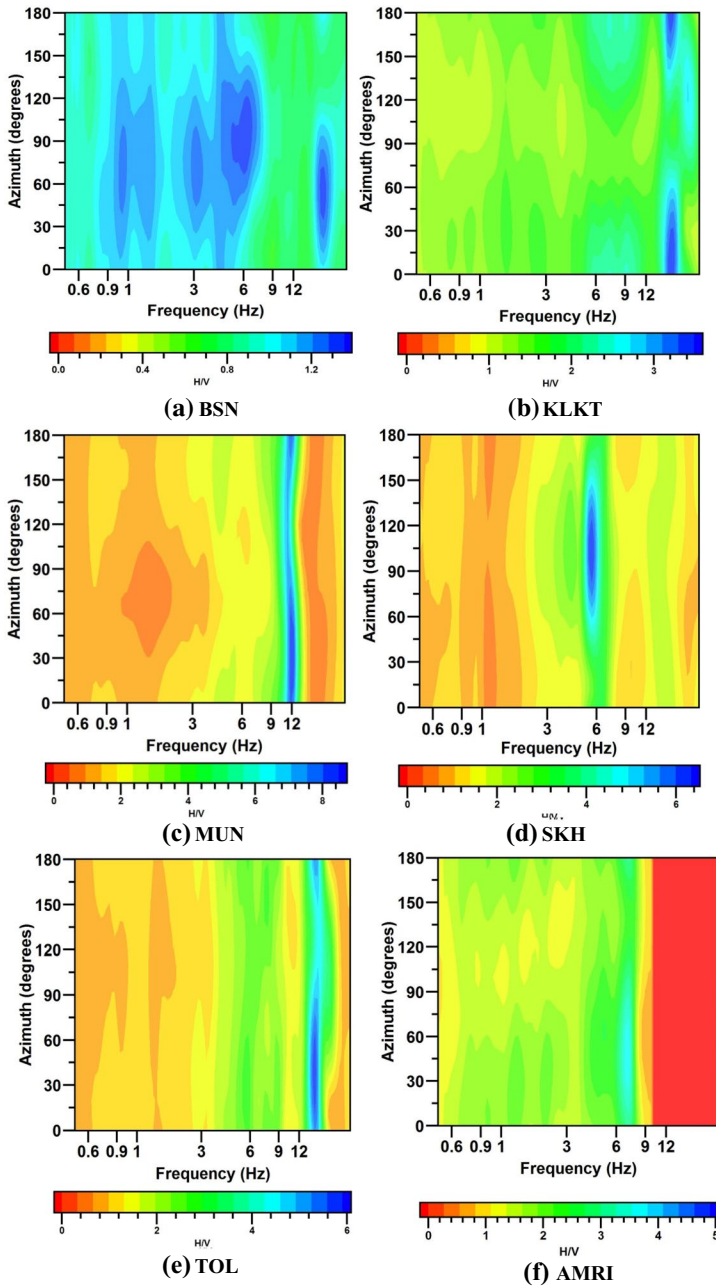 180
150
120
90
60
30
0
Azimuth (degrees)
0.6 0.9 1 3 6 9 12
Frequency (Hz)
0.0 0.4 0.8 1.2
H/V
(a) BSN
180
150
120
90
60
30
0
Azimuth (degrees)
0.6 0.9 1 3 6 9 12
Frequency (Hz)
0 1 2 3
H/V
(b) KLKT
180
150
120
90
60
30
0
Azimuth (degrees)
0.6 0.9 1 3 6 9 12
Frequency (Hz)
0 2 4 6 8
H/V
(c) MUN
180
150
120
90
60
30
0
Azimuth (degrees)
0.6 0.9 1 3 6 9 12
Frequency (Hz)
0 2 4 6
(d) SKH
180
150
120
90
60
30
0
Azimuth (degrees)
0.6 0.9 1 3 6 9 12
Frequency (Hz)
0 2 4 6
H/V
(e) TOL
180
150
120
90
60
30
0
Azimuth (degrees)
0.6 0.9 1 3 6 9 12
Frequency (Hz)
0 1 2 3 4 5
H/V
(f) AMRI